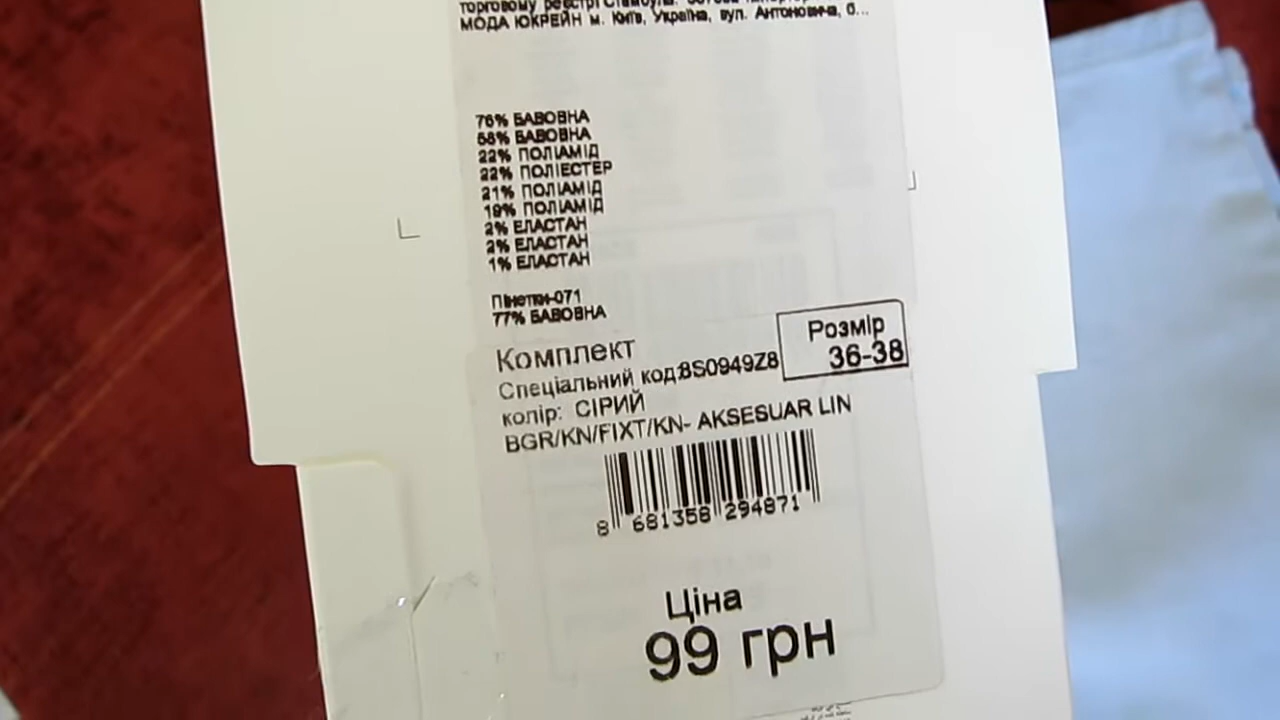 торговому реєстрі Стамбула.
МОДА ЮКРЕЙН м. Київ, Україна, вул. Антоновича, б...
76% БАВОВНА
58% БАВОВНА
22% ПОЛІАМІД
22% ПОЛІЕСТЕР
21% ПОЛІАМІД
19% ПОЛІАМІД
2% ЕЛАСТАН
2% ЕЛАСТАН
1% ЕЛАСТАН
Пінетки-071
77% БАВОВНА
Розмір
36-38
Комплект
Спеціальний код:8S0949Z8
колір: СІРИЙ
BGR/KN/FIXT/KN- AKSESUAR LIN
8 681358 294871
Ціна
99 грн